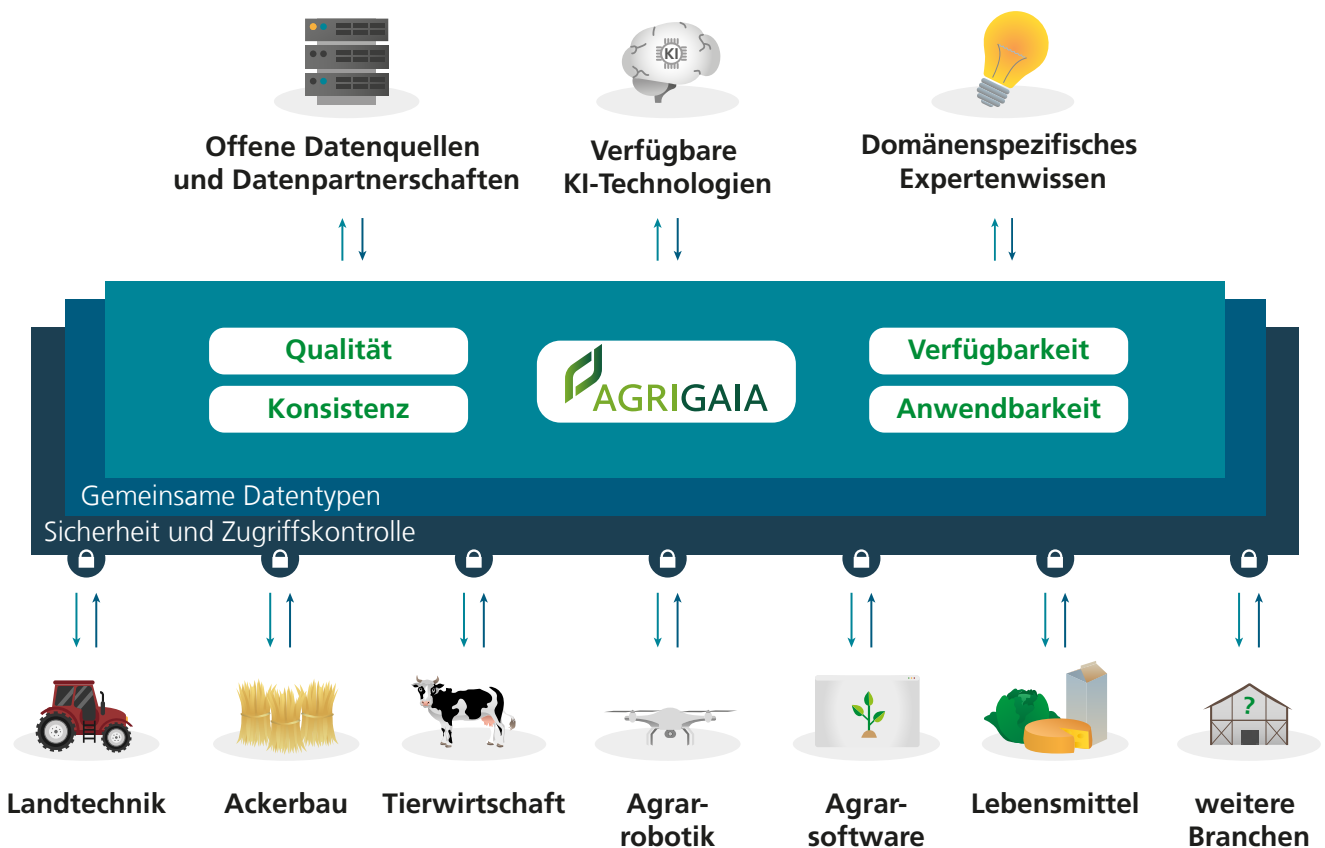 KI
Offene Datenquellen
und Datenpartnerschaften
Verfügbare
KI-Technologien
Domänenspezifisches
Expertenwissen
Qualität
Konsistenz
AGRIGAIA
Verfügbarkeit
Anwendbarkeit
Gemeinsame Datentypen
Sicherheit und Zugriffskontrolle
?
Landtechnik
Ackerbau
Tierwirtschaft
Agrar-
robotik
Agrar-
software
Lebensmittel
weitere
Branchen